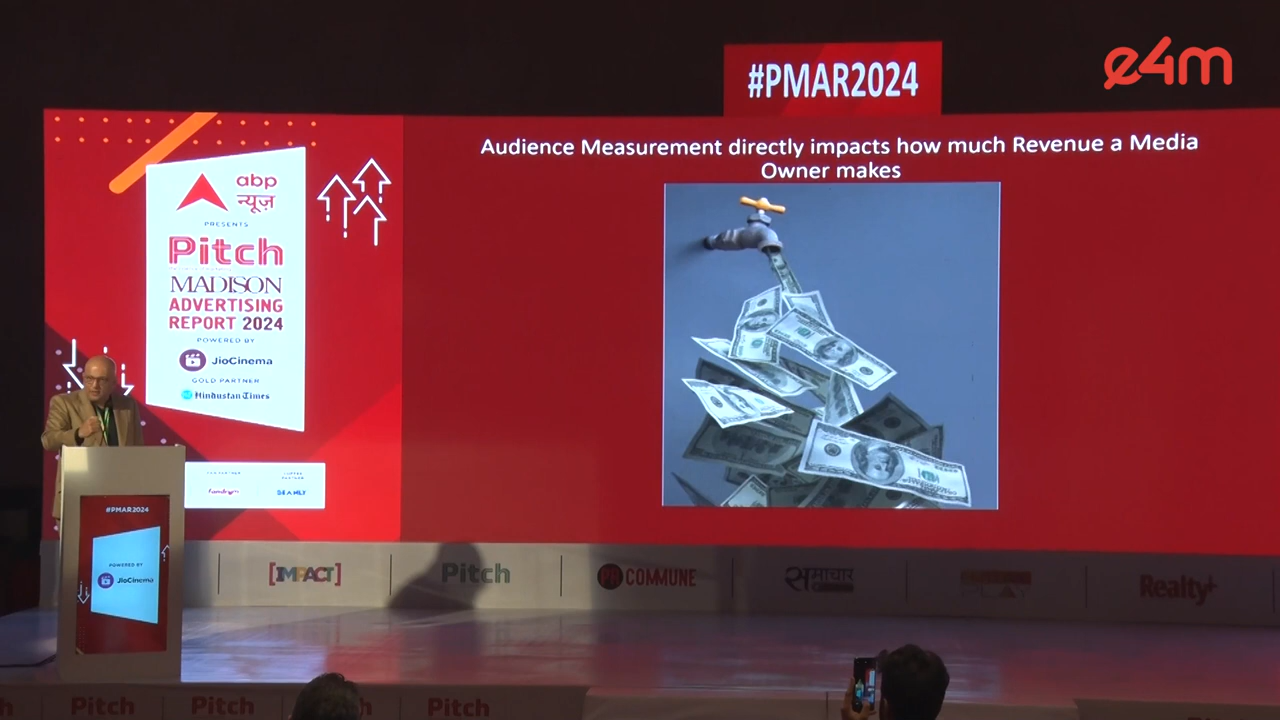 e4m
#PMAR2024
Audience Measurement directly impacts how much Revenue a Media
Owner makes
abp
न्यूज़
PRESENTS
Pitch
MADISON
ADVERTISING
REPORT 2024
POWERED BY
JioCinema
GOLD PARTNER
Hindustan Times
#PMAR2024
POWERED BY
JioCinema
[IMPACT]
Pitch
PR COMMUNE
समाचार
Realty+
Pitch
Pitch
Pitch